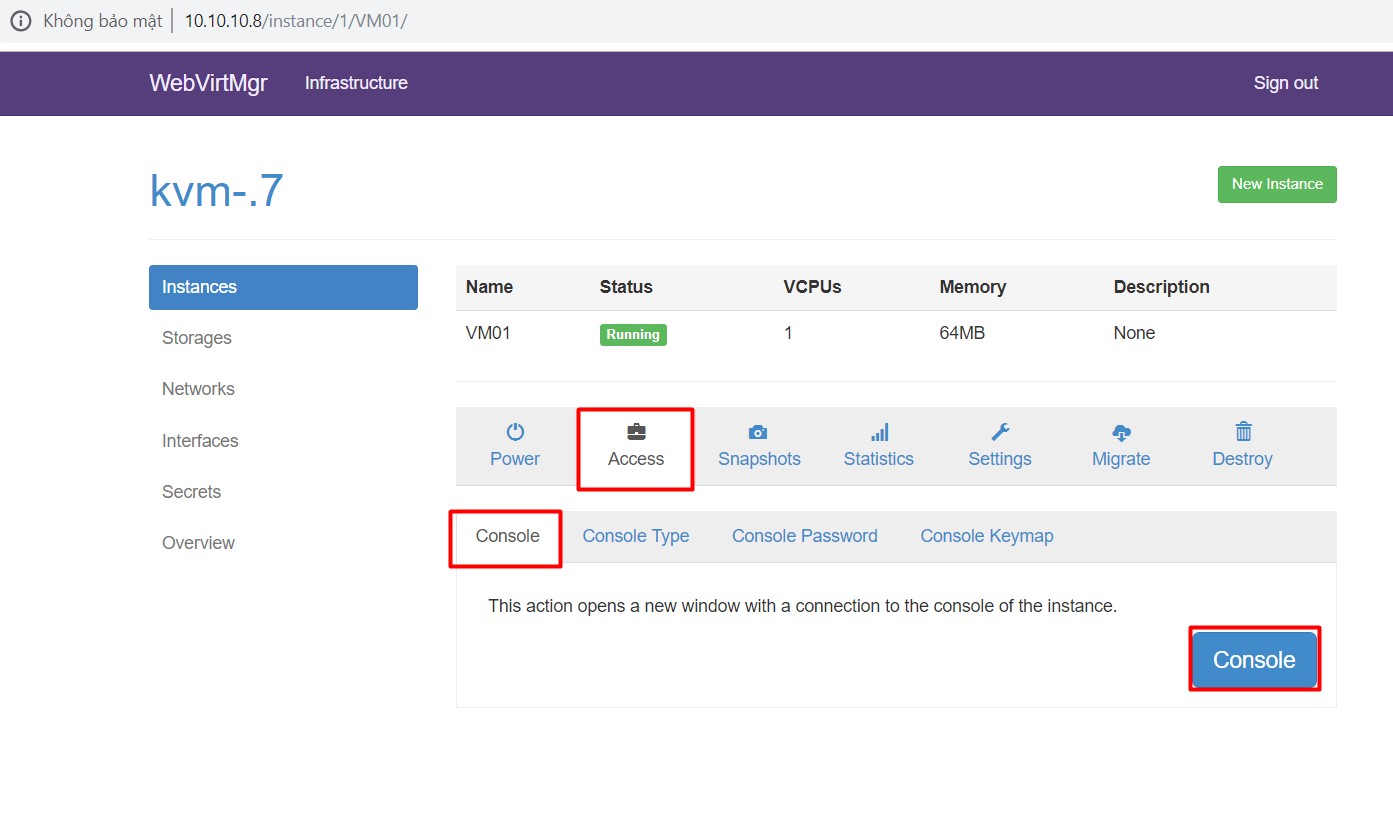 Không bảo mật 10.10.10.8/instance/1/VM01/
WebVirtMgr Infrastructure Sign out
kvm-.7 New Instance
Instances
Storages
Networks
Interfaces
Secrets
Overview
Name Status VCPUs Memory Description
VM01 Running 1 64MB None
Power Access Snapshots Statistics Settings Migrate Destroy
Console Console Type Console Password Console Keymap
This action opens a new window with a connection to the console of the instance.
Console